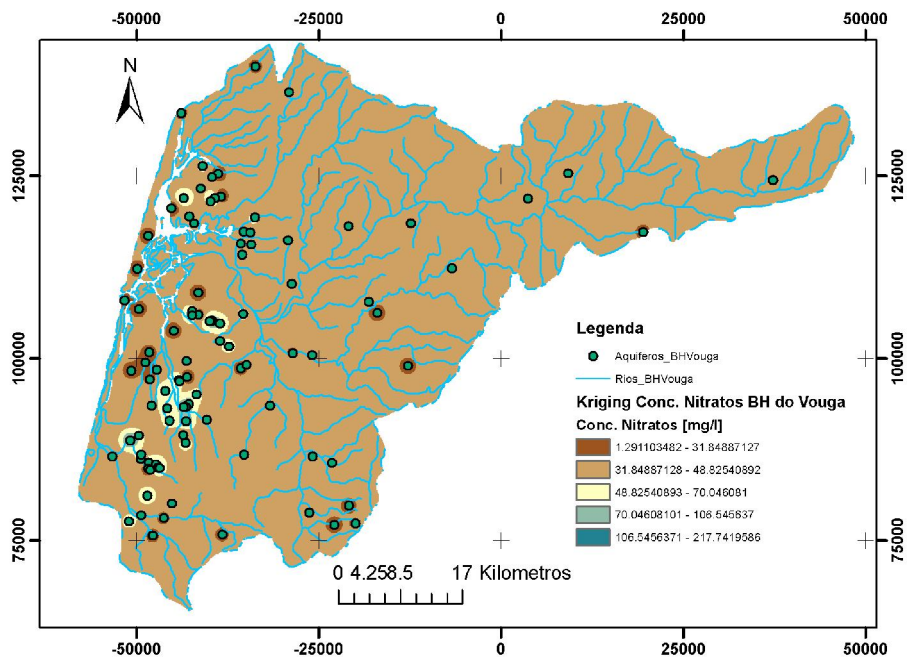 -50000 -25000 0 25000 50000
N
125000 125000
100000 100000
75000 75000
Legenda
Aquiferos_BHVouga
Rios_BHVouga
Kriging Conc. Nitratos BH do Vouga
Conc. Nitratos [mg/l]
1.291103482 - 31.84887127
31.84887128 - 48.82540892
48.82540893 - 70.046081
70.04608101 - 106.545637
106.5456371 - 217.7419586
0 4.258.5 17 Kilometros
-50000 -25000 0 25000 50000